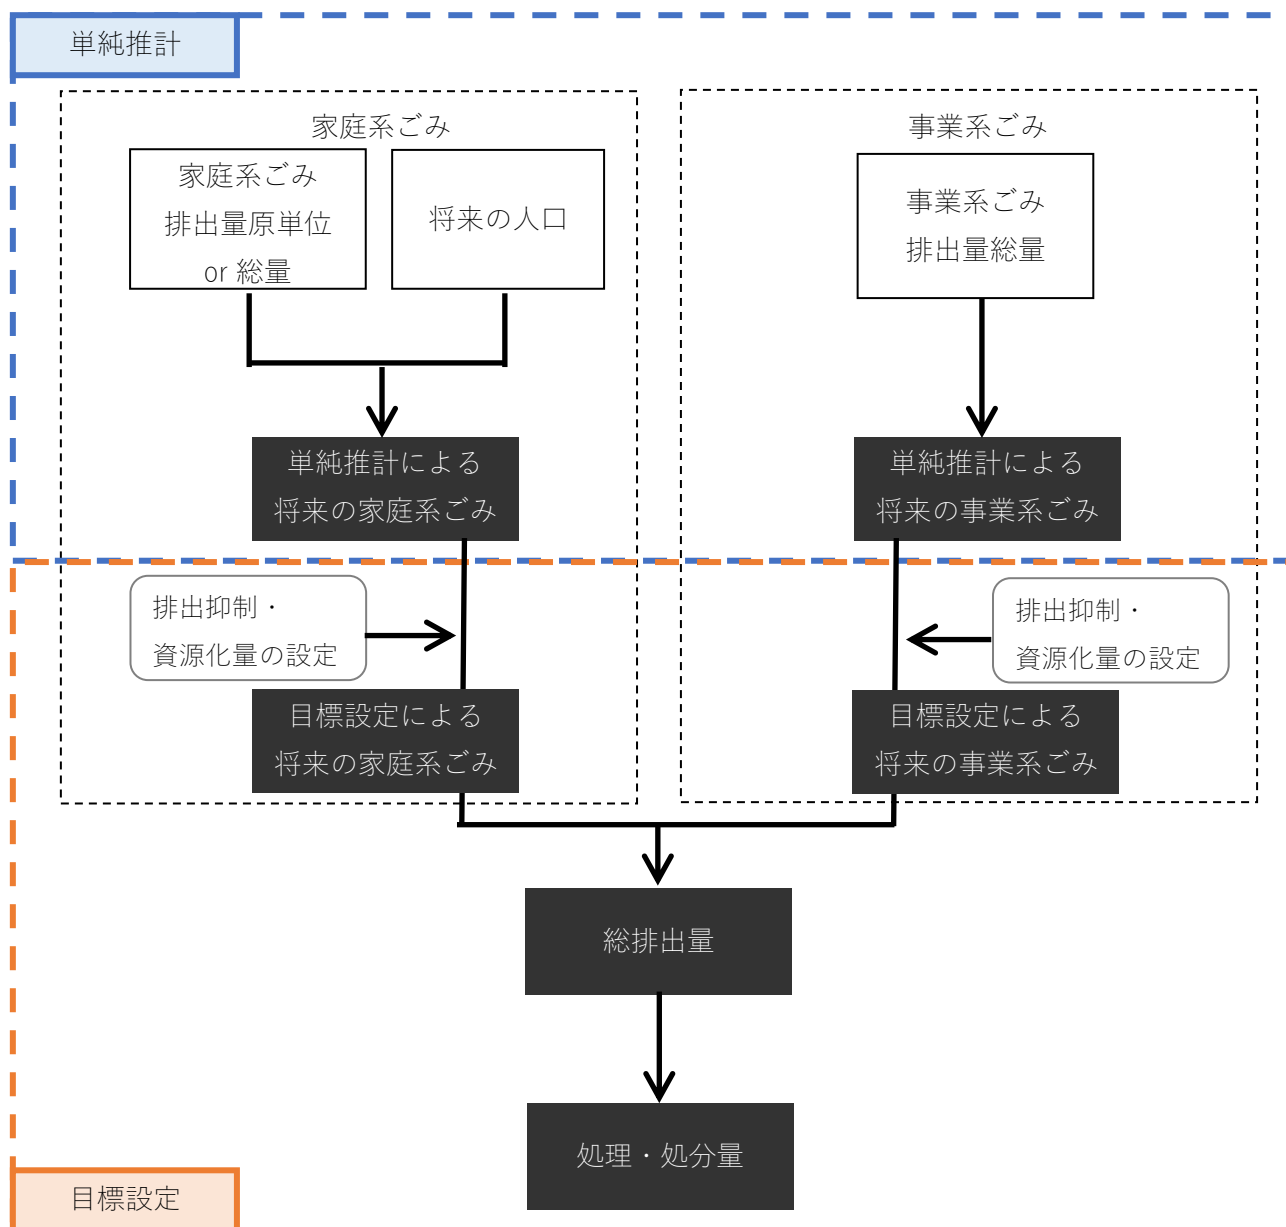 単純推計
家庭系ごみ
家庭系ごみ
排出量原単位
or 総量
将来の人口
単純推計による
将来の家庭系ごみ
排出抑制・
資源化量の設定
目標設定による
将来の家庭系ごみ
事業系ごみ
事業系ごみ
排出量総量
単純推計による
将来の事業系ごみ
排出抑制・
資源化量の設定
目標設定による
将来の事業系ごみ
総排出量
処理・処分量
目標設定